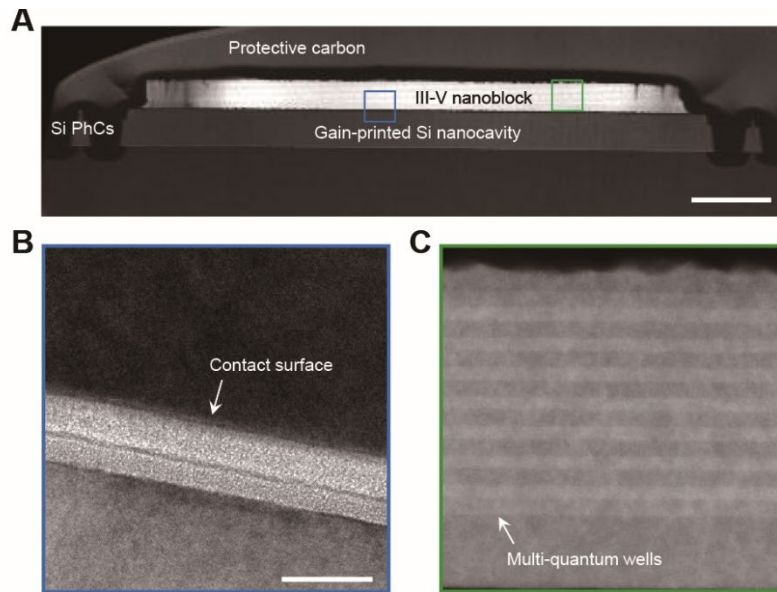 A
Protective carbon
III-V nanoblock
Si PhCs
Gain-printed Si nanocavity
B
C
Contact surface
Multi-quantum wells